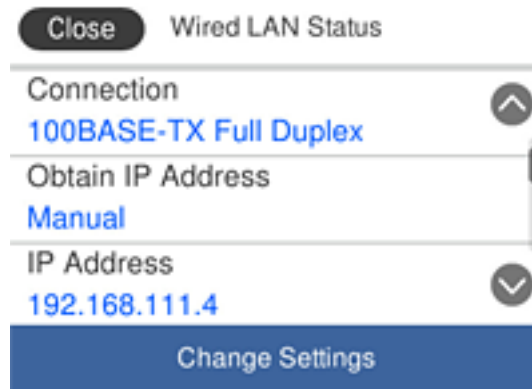 Close Wired LAN Status
Connection
100BASE-TX Full Duplex
Obtain IP Address
Manual
IP Address
192.168.111.4
Change Settings